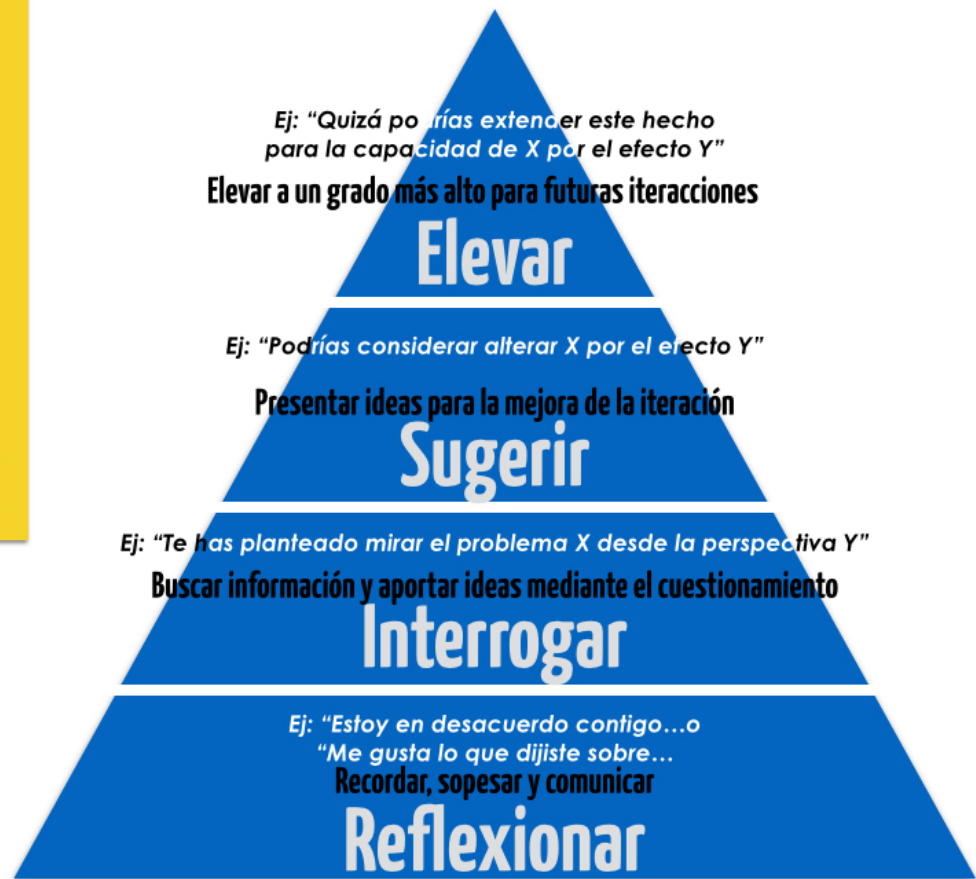 Ej: “Quizá podrías extender este hecho
para la capacidad de X por el efecto Y”
Elevar a un grado más alto para futuras iteracciones
Elevar
Ej: “Podrías considerar alterar X por el efecto Y”
Presentar ideas para la mejora de la iteración
Sugerir
Ej: “Te has planteado mirar el problema X desde la perspectiva Y”
Buscar información y aportar ideas mediante el cuestionamiento
Interrogar
Ej: “Estoy en desacuerdo contigo...o
“Me gusta lo que dijiste sobre...
Recordar, sopesar y comunicar
Reflexionar